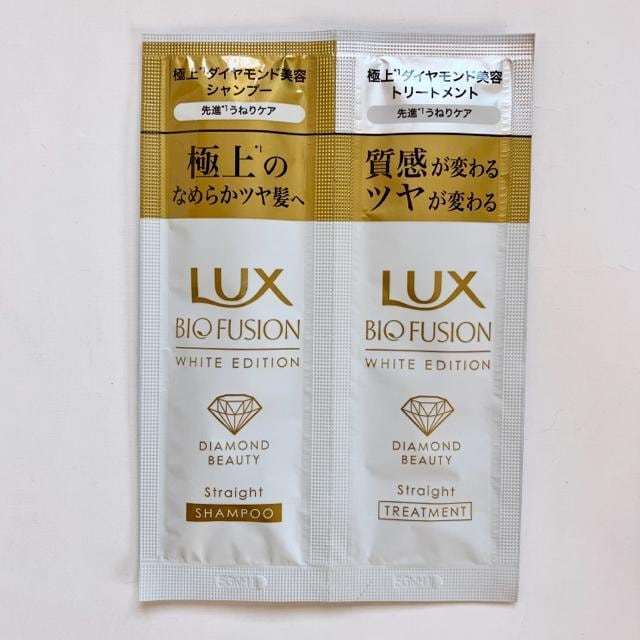 極上*1ダイヤモンド美容
シャンプー
先進*1うねりケア
極上*1の
なめらかツヤ髪へ
LUX
BIO FUSION
WHITE EDITION
DIAMOND
BEAUTY
Straight
SHAMPOO
極上*1ダイヤモンド美容
トリートメント
先進*1うねりケア
質感が変わる
ツヤが変わる
LUX
BIO FUSION
WHITE EDITION
DIAMOND
BEAUTY
Straight
TREATMENT